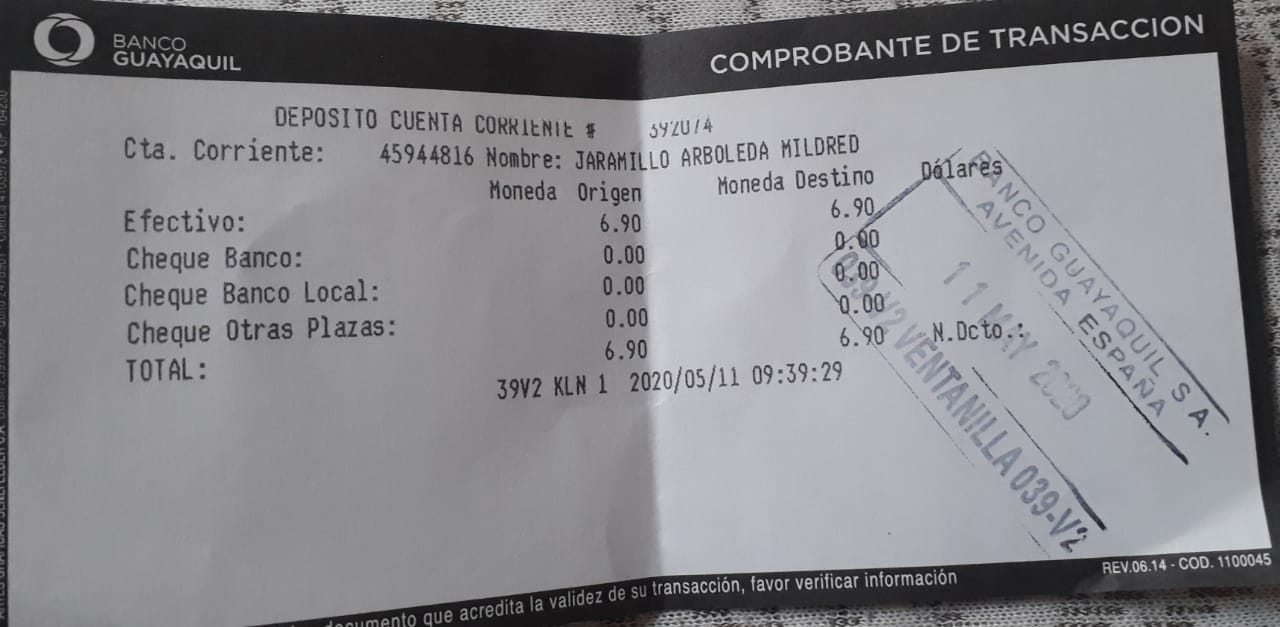 BANCO
GUAYAQUIL
COMPROBANTE DE TRANSACCION
DEPOSITO CUENTA CORRIENTE # 392074
Cta. Corriente: 45944816 Nombre: JARAMILLO ARBOLEDA MILDRED
Moneda Origen Moneda Destino Dólares
Efectivo: 6.90 6.90
Cheque Banco: 0.00 0.00
Cheque Banco Local: 0.00 0.00
Cheque Otras Plazas: 0.00 0.00
TOTAL: 6.90 6.90 N.Dcto.:
39V2 KLN 1 2020/05/11 09:39:29
BANCO GUAYAQUIL S.A.
AVENIDA ESPAÑA
11 MAY 2020
039-V2 VENTANILLA 039-V2
documento que acredita la validez de su transacción, favor verificar información
REV.06.14 - COD. 1100045